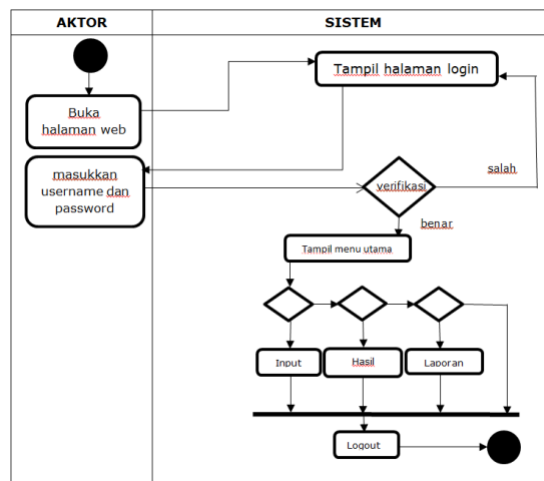 AKTOR
SISTEM
Tampil halaman login
Buka
halaman web
masukkan
username dan
password
verifikasi
salah
benar
Tampil menu utama
Input
Hasil
Laporan
Logout